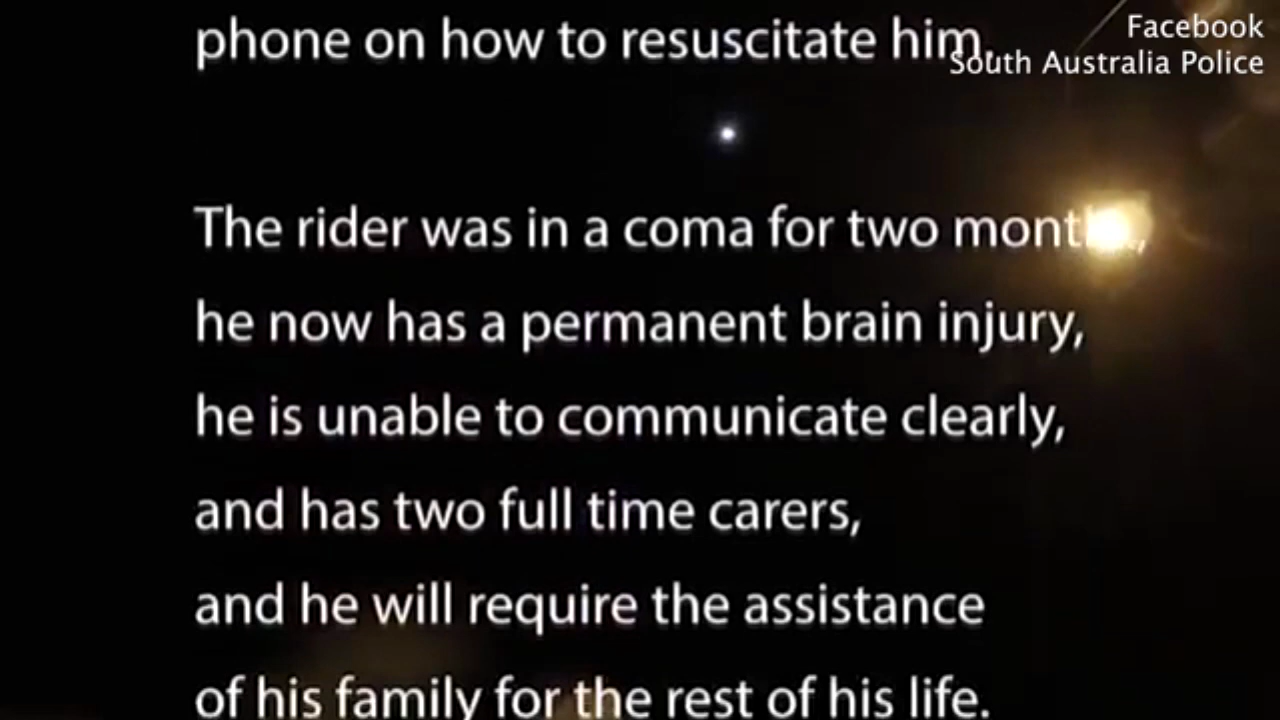 Facebook
South Australia Police
phone on how to resuscitate him.
The rider was in a coma for two months,
he now has a permanent brain injury,
he is unable to communicate clearly,
and has two full time carers,
and he will require the assistance
of his family for the rest of his life.